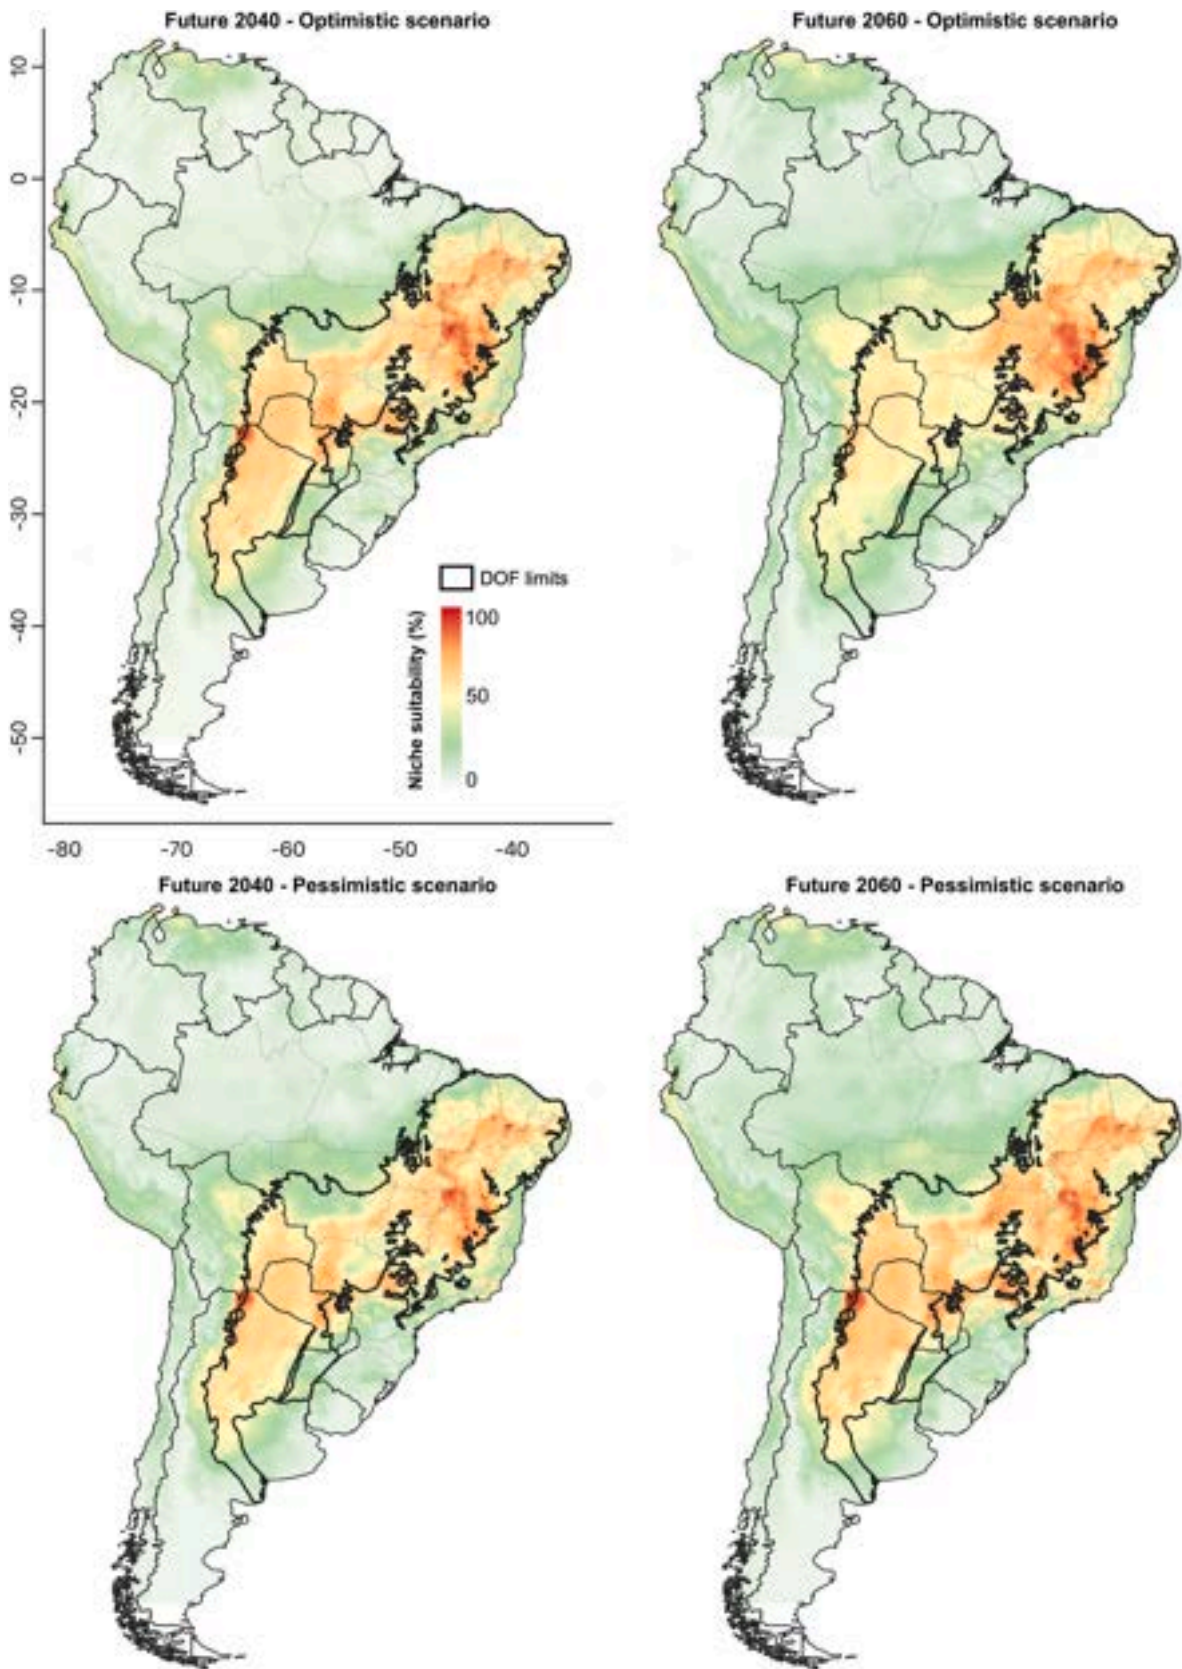 Future 2040 - Optimistic scenario
Future 2060 - Optimistic scenario
10
0
-10
-20
-30
-40
-50
DOF limits
Niche suitability (%)
100
50
0
-80
-70
-60
-50
-40
Future 2040 - Pessimistic scenario
Future 2060 - Pessimistic scenario